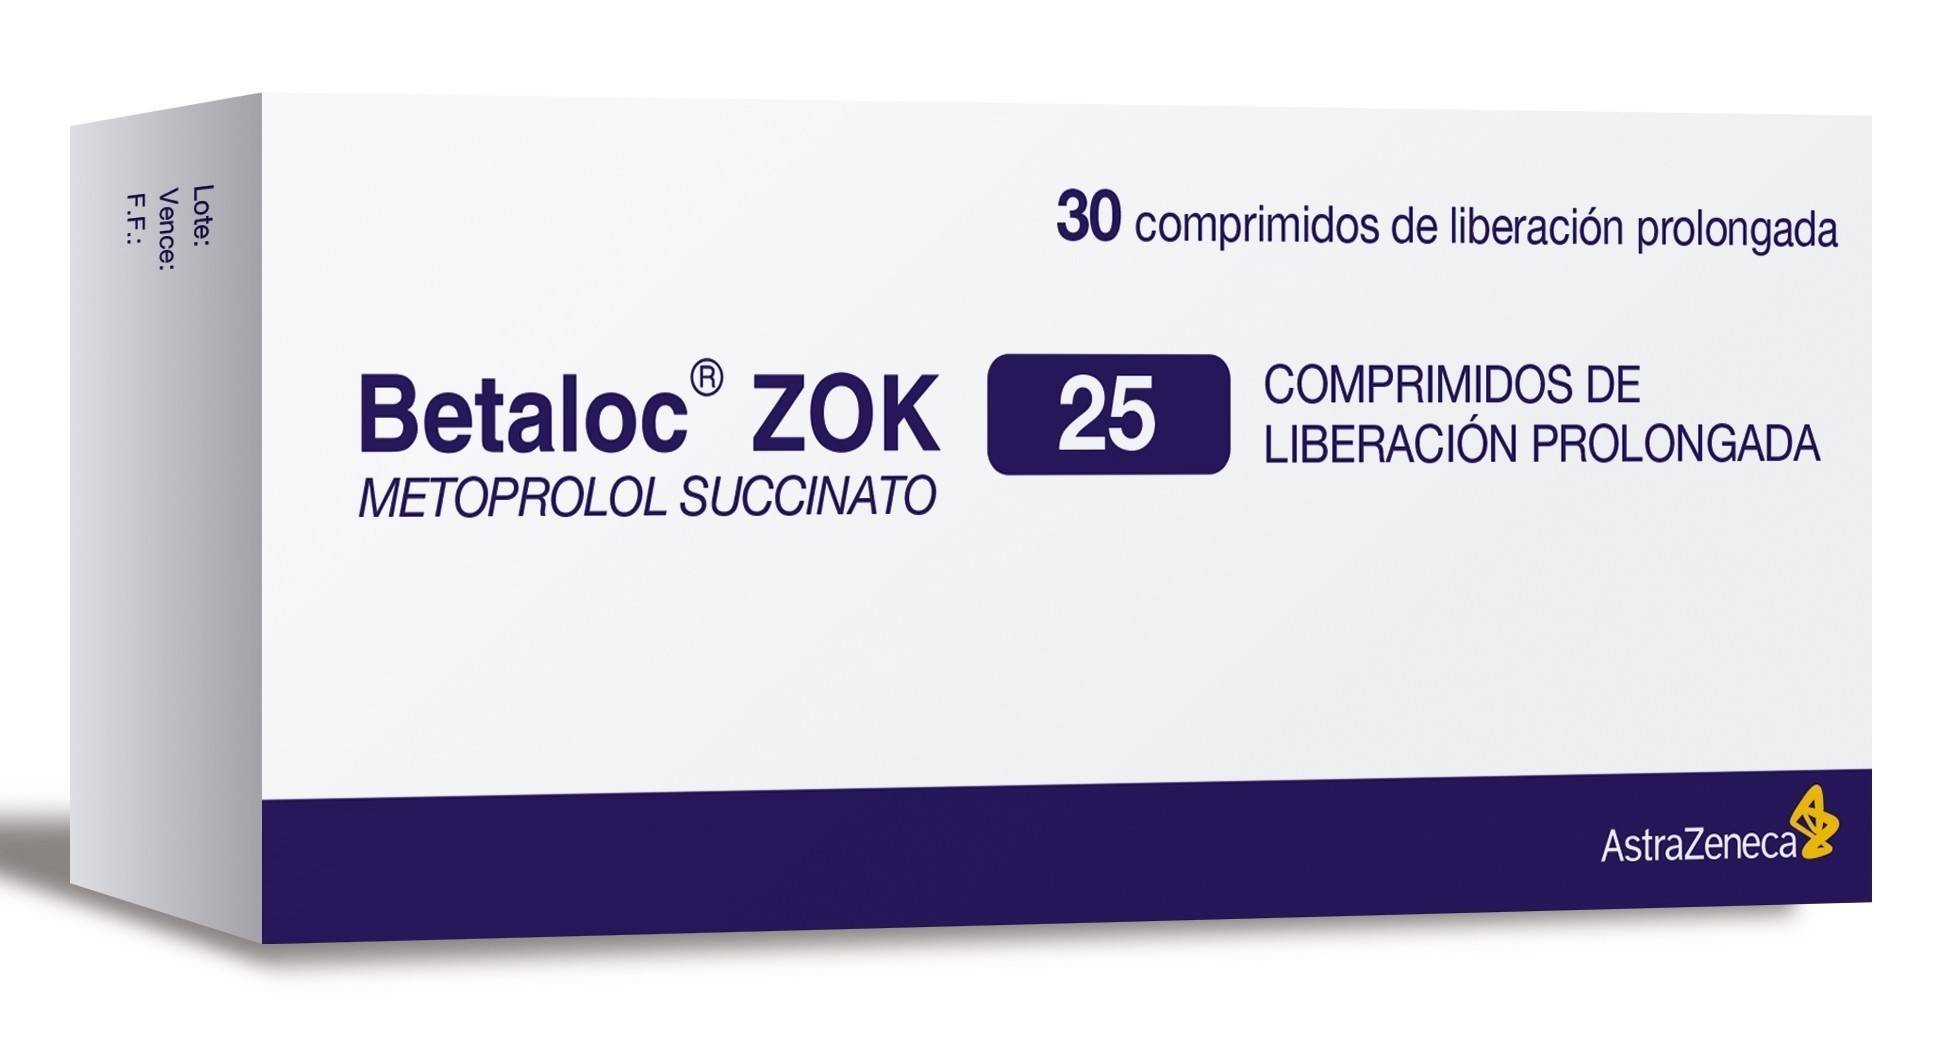 30 comprimidos de liberación prolongada
Betaloc® ZOK 25 COMPRIMIDOS DE
LIBERACIÓN PROLONGADA
METOPROLOL SUCCINATO
AstraZeneca
Lote:
Vence:
F.F.: